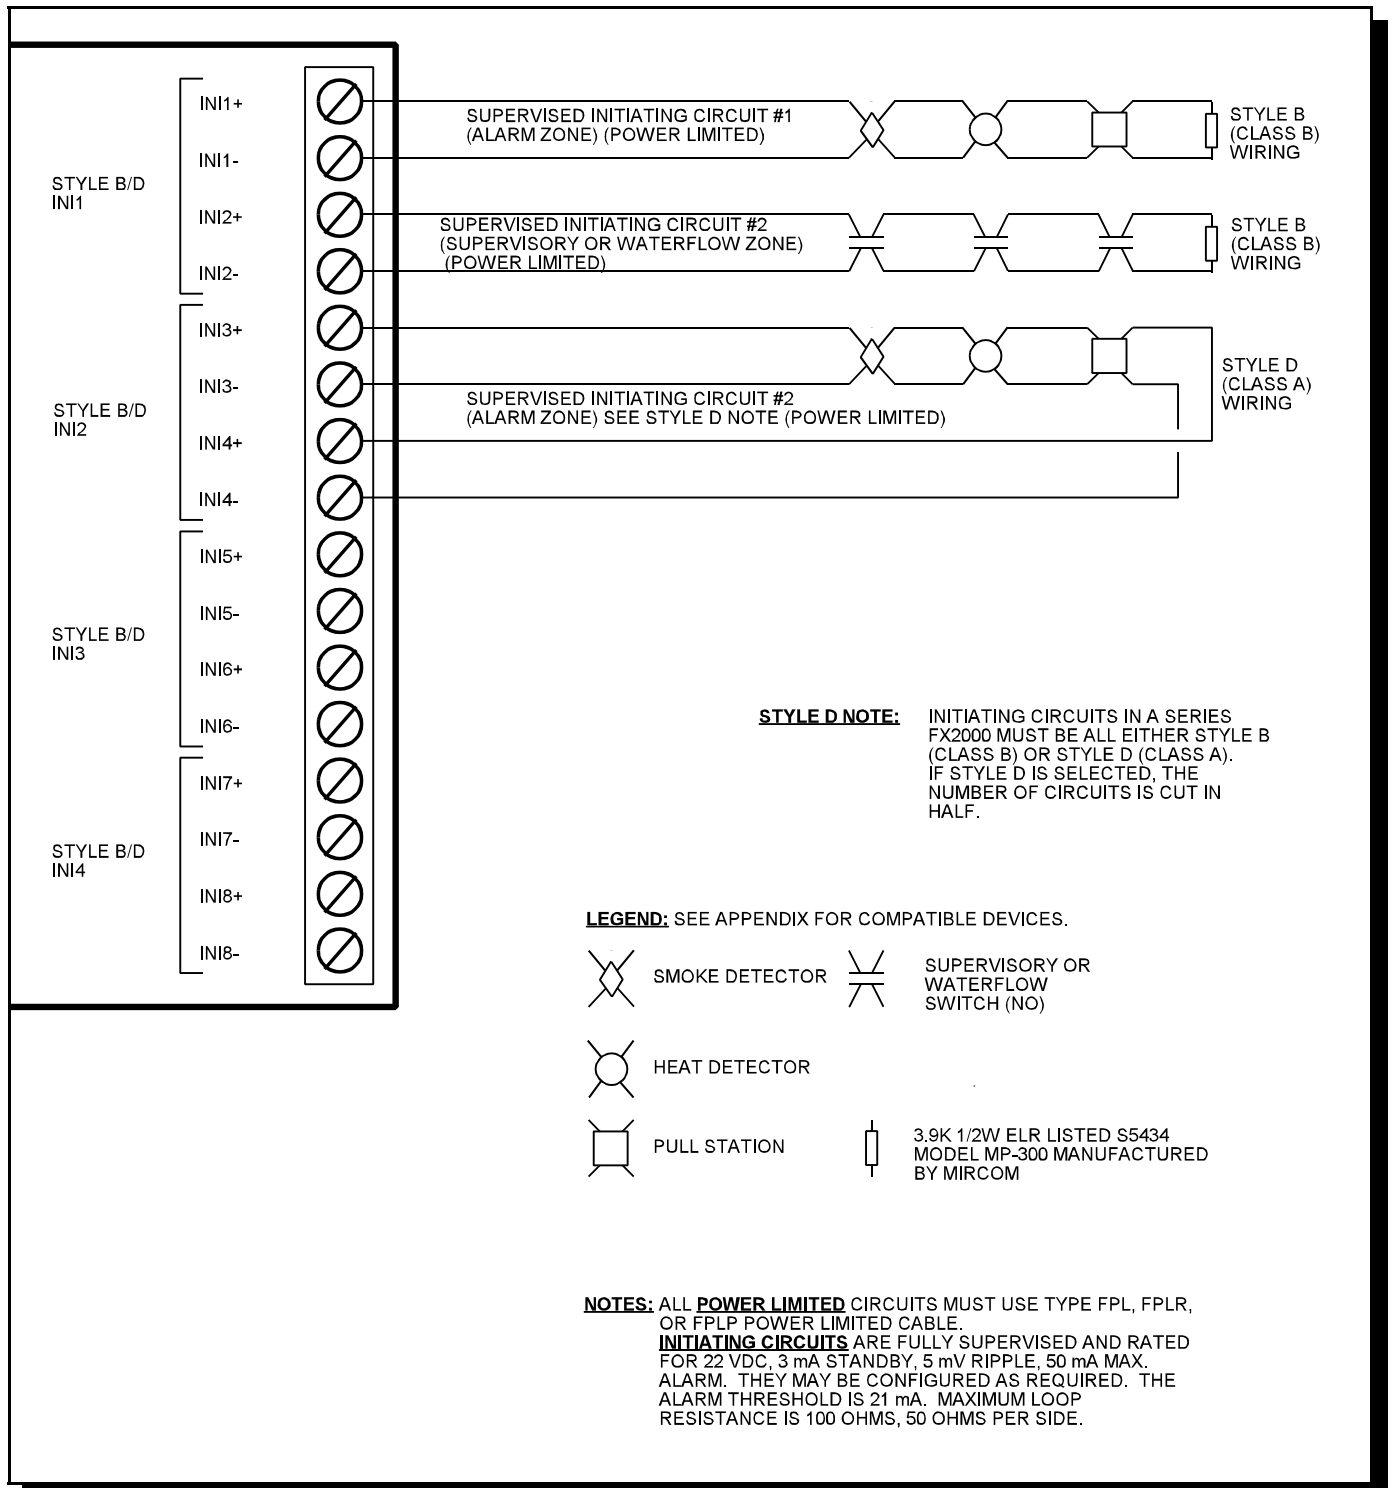 INI1+
SUPERVISED INITIATING CIRCUIT #1
(ALARM ZONE) (POWER LIMITED)
STYLE B
(CLASS B)
WIRING
INI1-
STYLE B/D
INI1
INI2+
SUPERVISED INITIATING CIRCUIT #2
(SUPERVISORY OR WATERFLOW ZONE)
(POWER LIMITED)
STYLE B
(CLASS B)
WIRING
INI2-
INI3+
INI3-
STYLE D
(CLASS A)
WIRING
SUPERVISED INITIATING CIRCUIT #2
(ALARM ZONE) SEE STYLE D NOTE (POWER LIMITED)
STYLE B/D
INI2
INI4+
INI4-
INI5+
INI5-
STYLE B/D
INI3
INI6+
INI6-
STYLE D NOTE:
INITIATING CIRCUITS IN A SERIES
FX2000 MUST BE ALL EITHER STYLE B
(CLASS B) OR STYLE D (CLASS A).
IF STYLE D IS SELECTED, THE
NUMBER OF CIRCUITS IS CUT IN
HALF.
INI7+
INI7-
STYLE B/D
INI4
INI8+
INI8-
LEGEND: SEE APPENDIX FOR COMPATIBLE DEVICES.
SMOKE DETECTOR
SUPERVISORY OR
WATERFLOW
SWITCH (NO)
HEAT DETECTOR
PULL STATION
3.9K 1/2W ELR LISTED S5434
MODEL MP-300 MANUFACTURED
BY MIRCOM
NOTES: ALL POWER LIMITED CIRCUITS MUST USE TYPE FPL, FPLR,
OR FPLP POWER LIMITED CABLE.
INITIATING CIRCUITS ARE FULLY SUPERVISED AND RATED
FOR 22 VDC, 3 mA STANDBY, 5 mV RIPPLE, 50 mA MAX.
ALARM. THEY MAY BE CONFIGURED AS REQUIRED. THE
ALARM THRESHOLD IS 21 mA. MAXIMUM LOOP
RESISTANCE IS 100 OHMS, 50 OHMS PER SIDE.